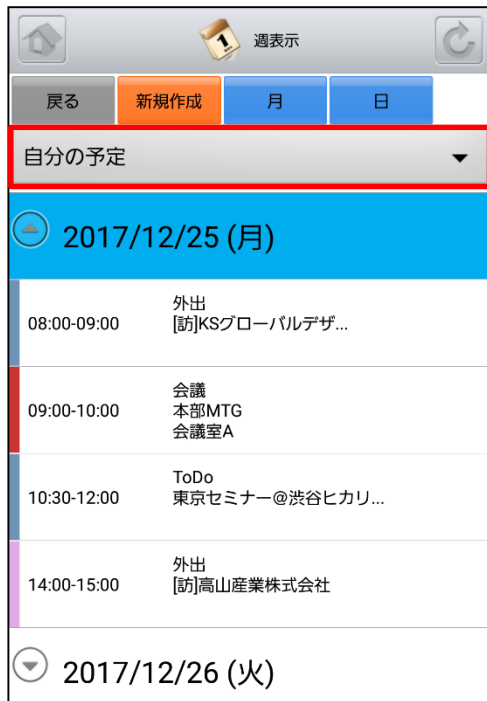 1
週表示
戻る 新規作成 月 日
自分の予定
2017/12/25 (月)
外出
08:00-09:00 [訪]KSグローバルデザ...
会議
09:00-10:00 本部MTG
会議室A
ToDo
10:30-12:00 東京セミナー@渋谷ヒカリ...
外出
14:00-15:00 [訪]高山産業株式会社
2017/12/26 (火)